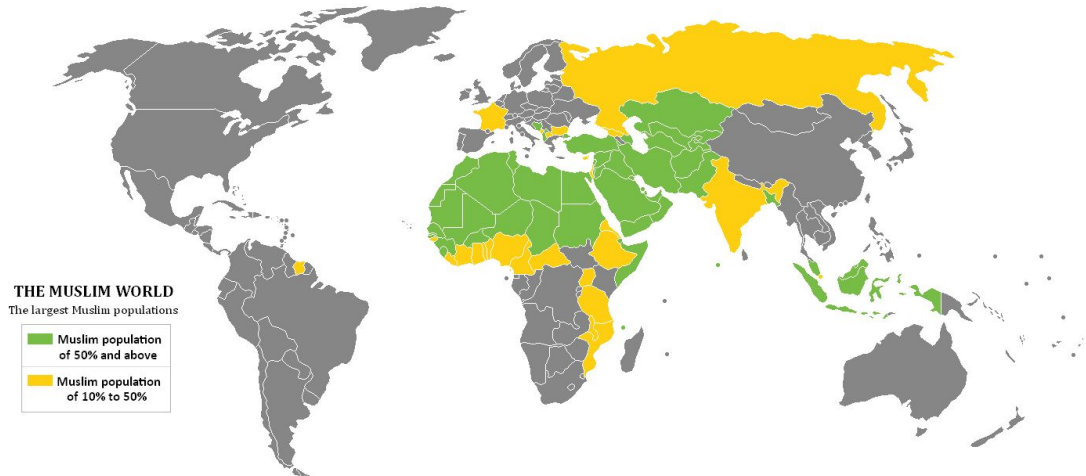 THE MUSLIM WORLD
The largest Muslim populations
Muslim population
of 50% and above
Muslim population
of 10% to 50%